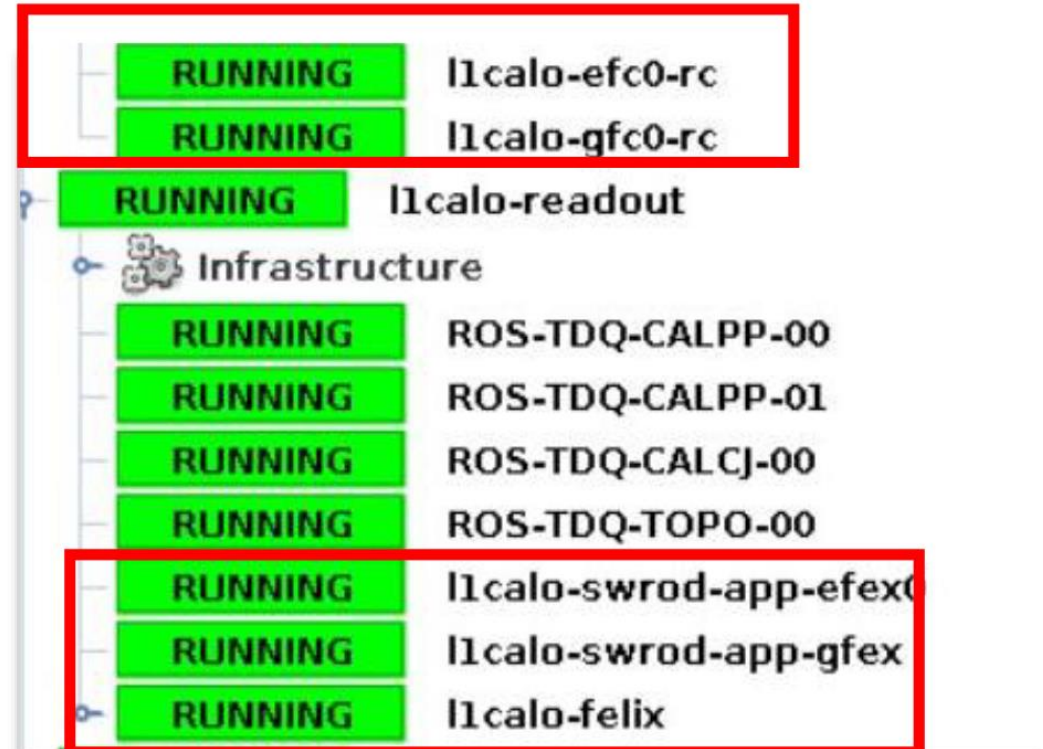 RUNNING l1calo-efc0-rc
RUNNING l1calo-gfc0-rc
RUNNING l1calo-readout
Infrastructure
RUNNING ROS-TDQ-CALPP-00
RUNNING ROS-TDQ-CALPP-01
RUNNING ROS-TDQ-CALCJ-00
RUNNING ROS-TDQ-TOPO-00
RUNNING l1calo-swrod-app-efex0
RUNNING l1calo-swrod-app-gfex
RUNNING l1calo-felix